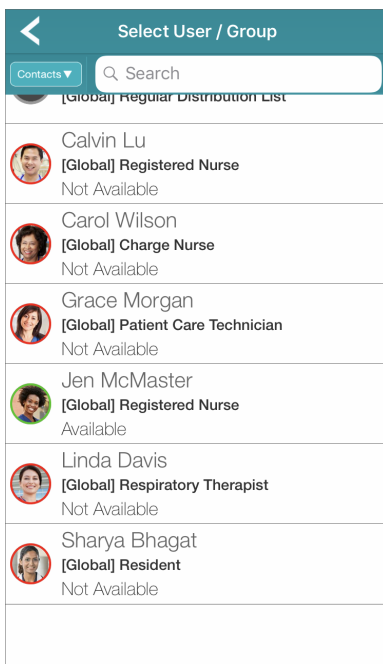 Select User / Group
Contacts▼
Search
[Global] Regular Distribution List
Calvin Lu
[Global] Registered Nurse
Not Available
Carol Wilson
[Global] Charge Nurse
Not Available
Grace Morgan
[Global] Patient Care Technician
Not Available
Jen McMaster
[Global] Registered Nurse
Available
Linda Davis
[Global] Respiratory Therapist
Not Available
Sharya Bhagat
[Global] Resident
Not Available